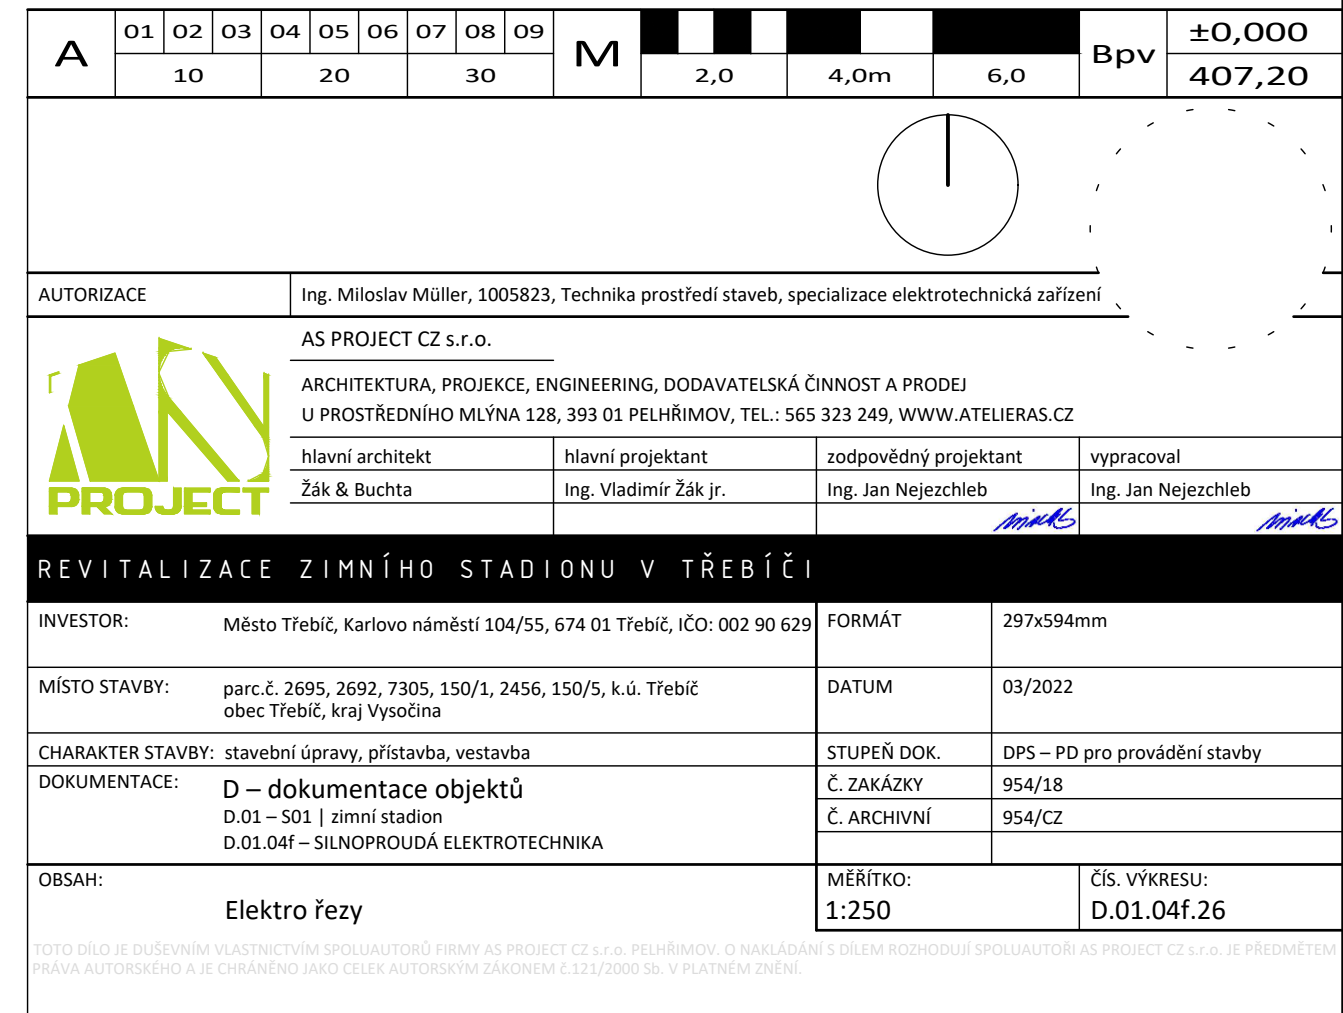 A 01 02 03 04 05 06 07 08 09 M Bpv ±0,000
10 20 30 2,0 4,0m 6,0 407,20
AUTORIZACE Ing. Miloslav Müller, 1005823, Technika prostředí staveb, specializace elektrotechnická zařízení
AS PROJECT CZ s.r.o.
ARCHITEKTURA, PROJEKCE, ENGINEERING, DODAVATELSKÁ ČINNOST A PRODEJ
U PROSTŘEDNÍHO MLÝNA 128, 393 01 PELHŘIMOV, TEL.: 565 323 249, WWW.ATELIERAS.CZ
PROJECT
hlavní architekt hlavní projektant zodpovědný projektant vypracoval
Žák & Buchta Ing. Vladimír Žák jr. Ing. Jan Nejezchleb Ing. Jan Nejezchleb
REVITALIZACE ZIMNÍHO STADIONU V TŘEBÍČI
INVESTOR: Město Třebíč, Karlovo náměstí 104/55, 674 01 Třebíč, IČO: 002 90 629 FORMÁT 297x594mm
MÍSTO STAVBY: parc.č. 2695, 2692, 7305, 150/1, 2456, 150/5, k.ú. Třebíč DATUM 03/2022
obec Třebíč, kraj Vysočina
CHARAKTER STAVBY: stavební úpravy, přístavba, vestavba STUPEŇ DOK. DPS – PD pro provádění stavby
DOKUMENTACE: D – dokumentace objektů Č. ZAKÁZKY 954/18
D.01 – S01 | zimní stadion Č. ARCHIVNÍ 954/CZ
D.01.04f – SILNOPROUDÁ ELEKTROTECHNIKA
OBSAH: MĚŘÍTKO: ČÍS. VÝKRESU:
Elektro řezy 1:250 D.01.04f.26
TOTO DÍLO JE DUŠEVNÍM VLASTNICTVÍM SPOLUAUTORŮ FIRMY AS PROJECT CZ s.r.o. PELHŘIMOV. O NAKLÁDÁNÍ S DÍLEM ROZHODUJÍ SPOLUAUTOŘI AS PROJECT CZ s.r.o. JE PŘEDMĚTEM
PRÁVA AUTORSKÉHO A JE CHRÁNĚNO JAKO CELEK AUTORSKÝM ZÁKONEM č.121/2000 Sb. V PLATNÉM ZNĚNÍ.